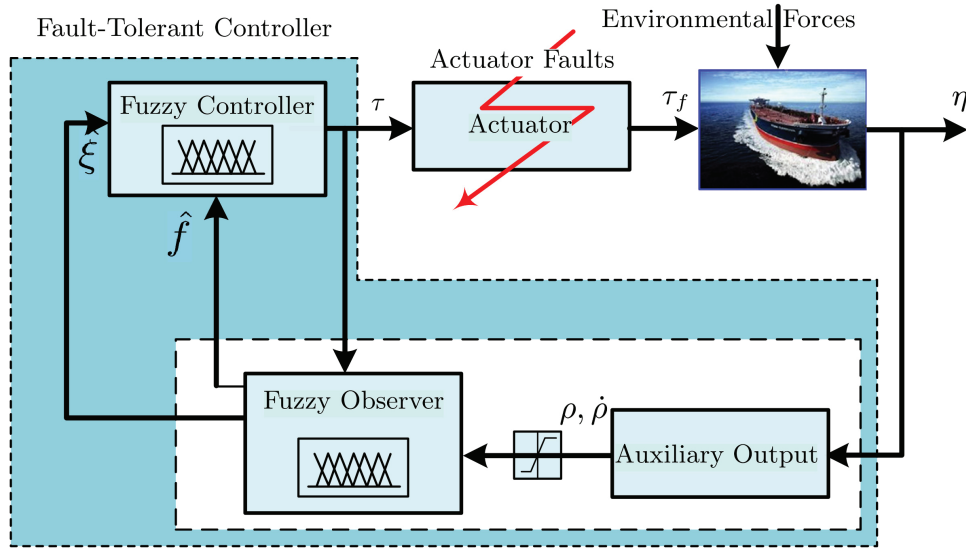 Fault-Tolerant Controller
Environmental Forces
Actuator Faults
Fuzzy Controller
τ
Actuator
τ_f
η
ξ
f̂
Fuzzy Observer
ρ, ρ̇
Auxiliary Output